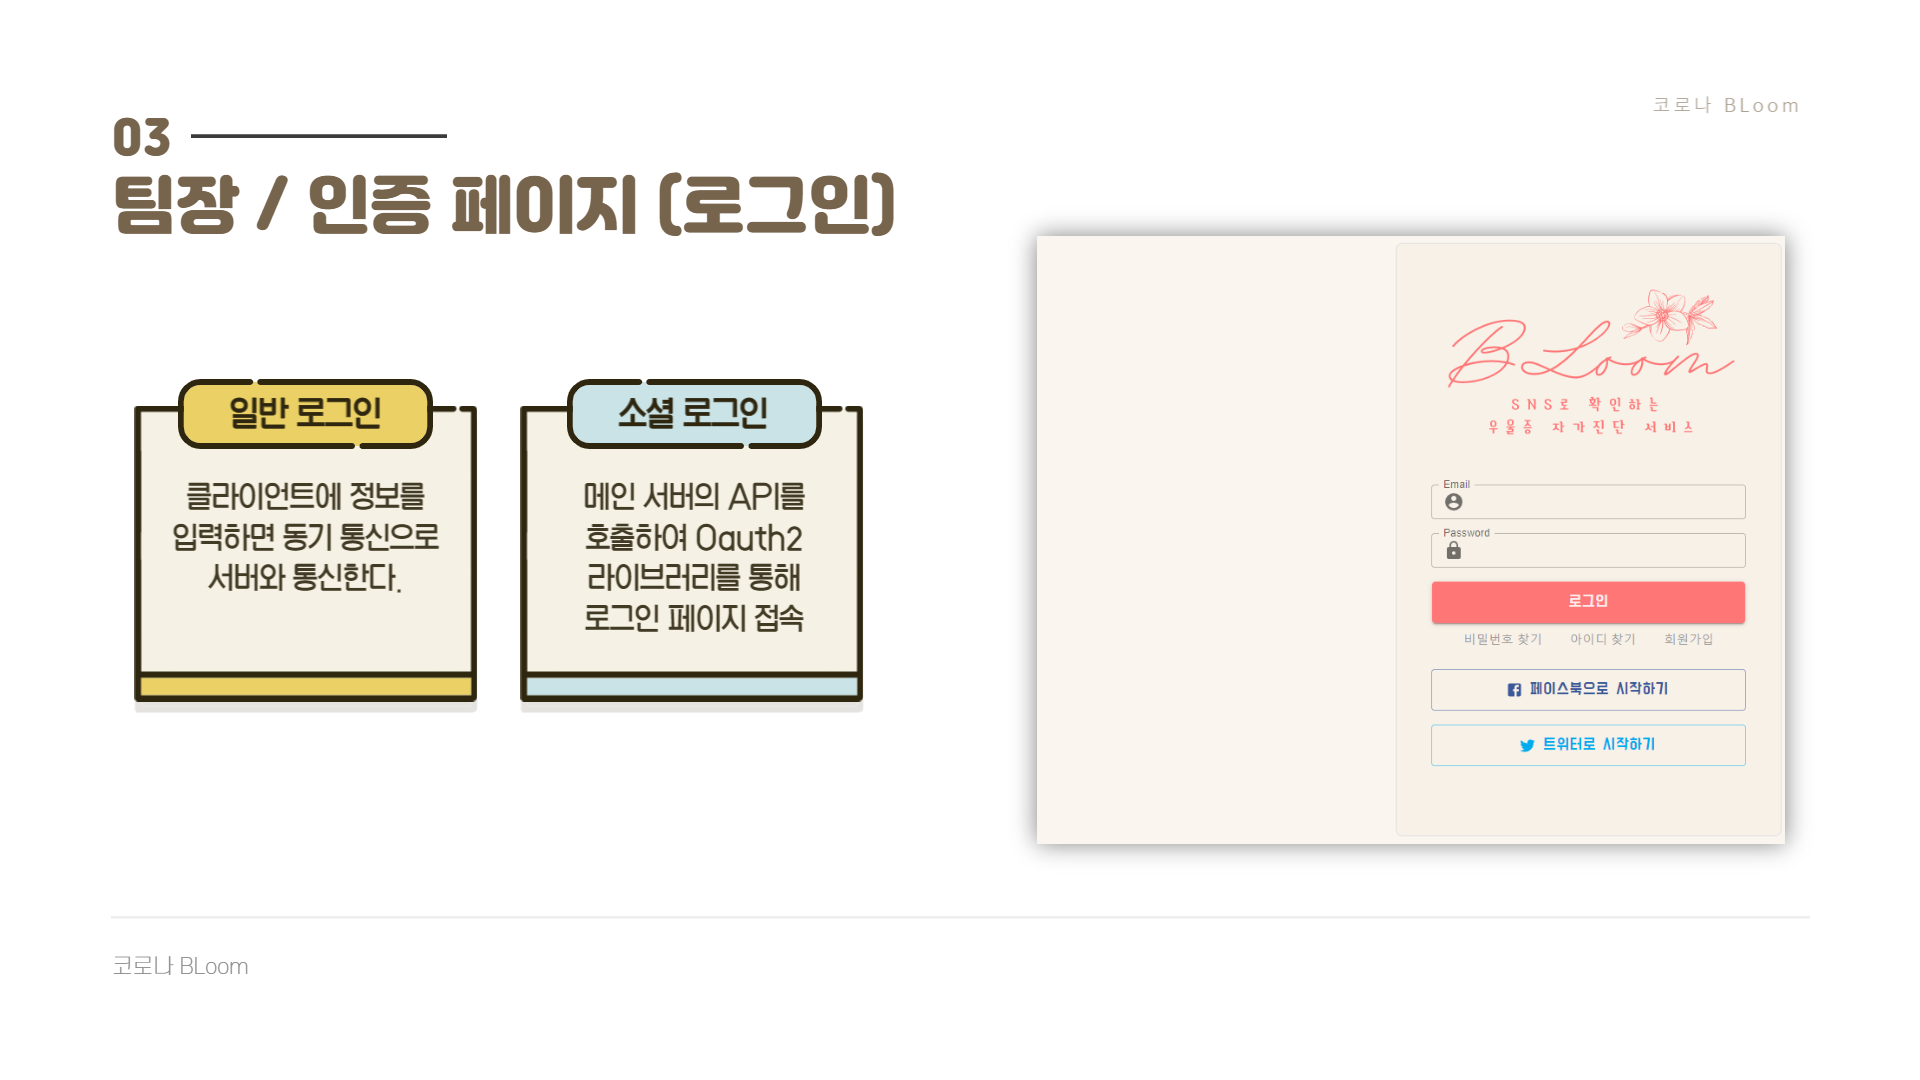 코로나 BLoom
03
팀장 / 인증 페이지 (로그인)
일반 로그인
클라이언트에 정보를
입력하면 동기 통신으로
서버와 통신한다.
소셜 로그인
메인 서버의 API를
호출하여 Oauth2
라이브러리를 통해
로그인 페이지 접속
BLoom
SNS로 확인하는
우울증 자가진단 서비스
Email
Password
로그인
비밀번호 찾기 아이디 찾기 회원가입
페이스북으로 시작하기
트위터로 시작하기
코로나 BLoom